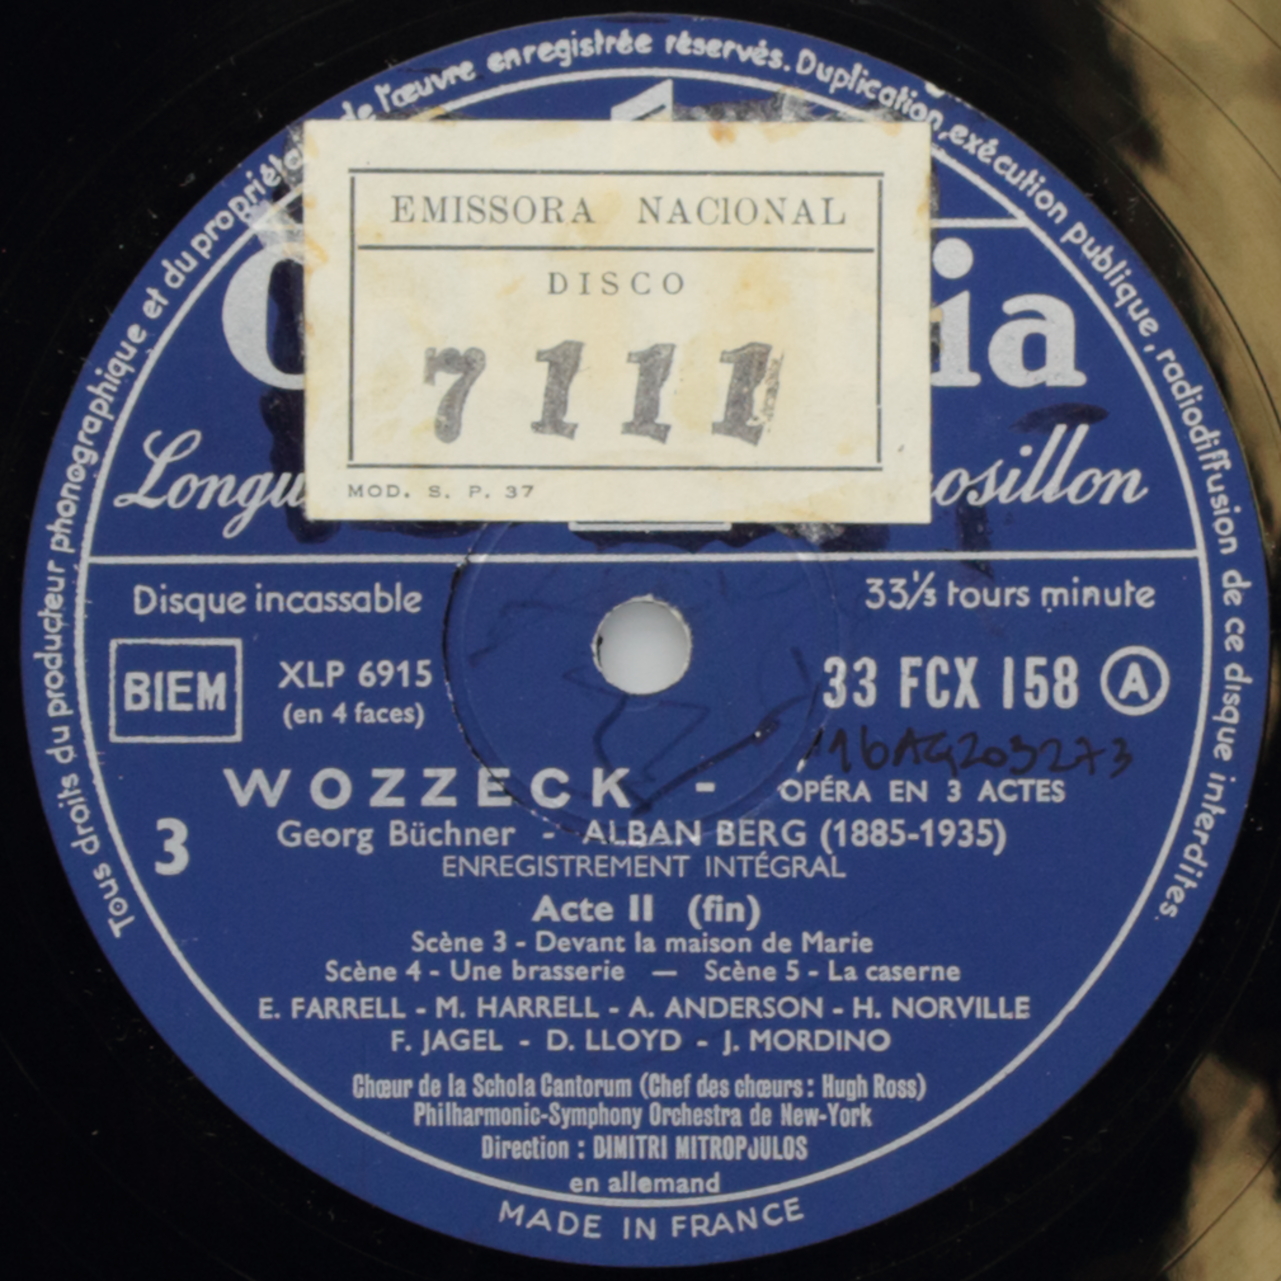 Tous droits du producteur phonographique et du propriéta de l'œuvre enregistrée réservés. Duplication, exécution publique, radiodiffusion de ce disque interdites.
EMISSORA NACIONAL
DISCO
7111
MOD. S. P. 37
C ia
Longu osillon
Disque incassable 33⅓ tours minute
BIEM XLP 6915 33 FCX 158 A
(en 4 faces)
16AG203273
WOZZECK - OPÉRA EN 3 ACTES
3 Georg Büchner - ALBAN BERG (1885-1935)
ENREGISTREMENT INTÉGRAL
Acte II (fin)
Scène 3 - Devant la maison de Marie
Scène 4 - Une brasserie — Scène 5 - La caserne
E. FARRELL - M. HARRELL - A. ANDERSON - H. NORVILLE
F. JAGEL - D. LLOYD - J. MORDINO
Chœur de la Schola Cantorum (Chef des chœurs : Hugh Ross)
Philharmonic-Symphony Orchestra de New-York
Direction : DIMITRI MITROPJULOS
en allemand
MADE IN FRANCE